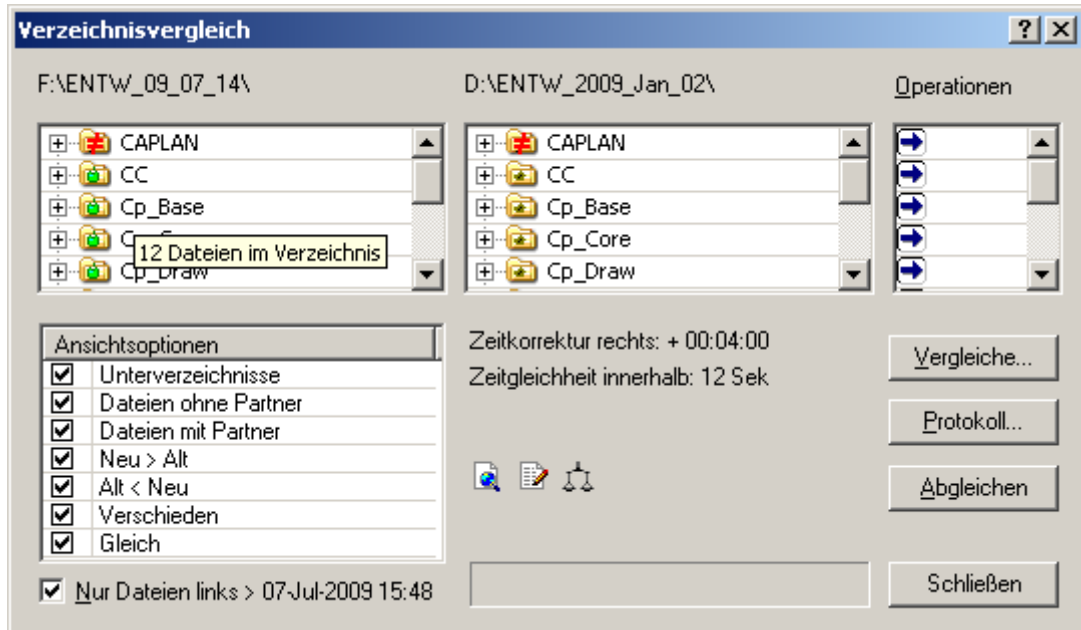 Verzeichnisvergleich
F:\ENTW_09_07_14\
D:\ENTW_2009_Jan_02\
Operationen
CAPLAN
CC
Cp_Base
12 Dateien im Verzeichnis
Cp_Draw
CAPLAN
CC
Cp_Base
Cp_Core
Cp_Draw
Ansichtsoptionen
Unterverzeichnisse
Dateien ohne Partner
Dateien mit Partner
Neu > Alt
Alt < Neu
Verschieden
Gleich
Nur Dateien links > 07-Jul-2009 15:48
Zeitkorrektur rechts: + 00:04:00
Zeitgleichheit innerhalb: 12 Sek
Vergleiche...
Protokoll...
Abgleichen
Schließen